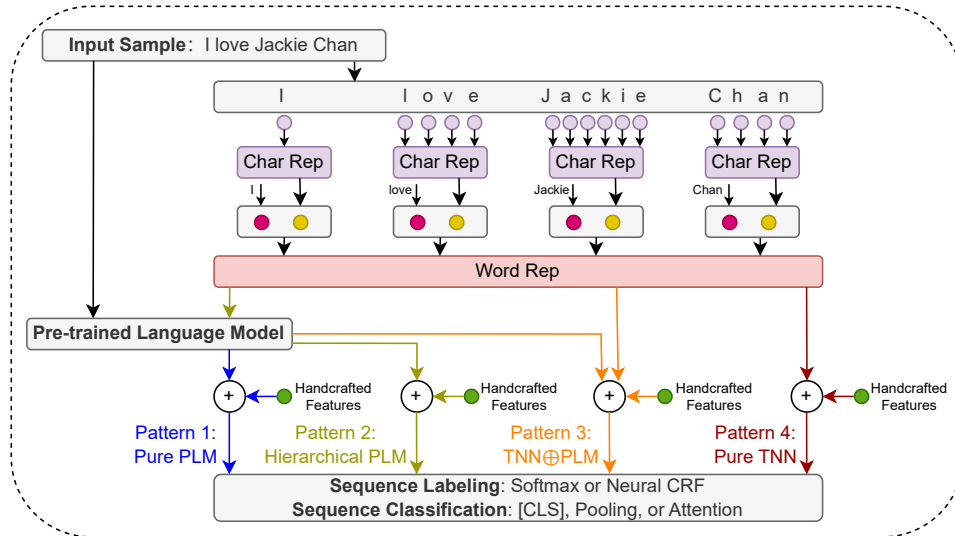 Input Sample: I love Jackie Chan
I l o v e J a c k i e C h a n
Char Rep Char Rep Char Rep Char Rep
I love Jackie Chan
Word Rep
Pre-trained Language Model
+ Handcrafted Features + Handcrafted Features + Handcrafted Features + Handcrafted Features
Pattern 1:
Pure PLM
Pattern 2:
Hierarchical PLM
Pattern 3:
TNN⊕PLM
Pattern 4:
Pure TNN
Sequence Labeling: Softmax or Neural CRF
Sequence Classification: [CLS], Pooling, or Attention